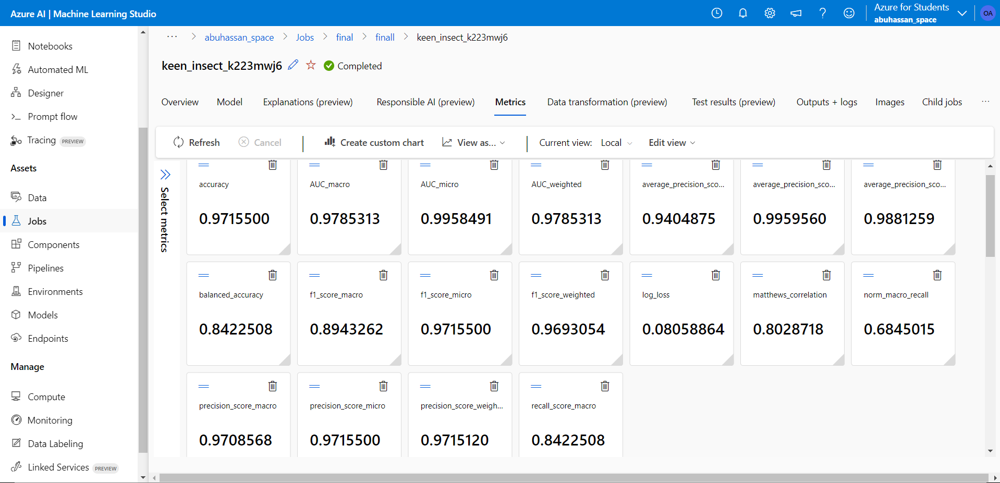 Azure AI | Machine Learning Studio
Azure for Students
abuhassan_space
OA
Notebooks
Automated ML
Designer
Prompt flow
Tracing PREVIEW
Assets
Data
Jobs
Components
Pipelines
Environments
Models
Endpoints
Manage
Compute
Monitoring
Data Labeling
Linked Services PREVIEW
... > abuhassan_space > Jobs > final > finall > keen_insect_k223mwj6
keen_insect_k223mwj6 Completed
Overview Model Explanations (preview) Responsible AI (preview) Metrics Data transformation (preview) Test results (preview) Outputs + logs Images Child jobs ...
Refresh Cancel Create custom chart View as... Current view: Local Edit view
Select metrics
accuracy AUC_macro AUC_micro AUC_weighted average_precision_sco... average_precision_sco... average_precision_sco...
0.9715500 0.9785313 0.9958491 0.9785313 0.9404875 0.9959560 0.9881259
balanced_accuracy f1_score_macro f1_score_micro f1_score_weighted log_loss matthews_correlation norm_macro_recall
0.8422508 0.8943262 0.9715500 0.9693054 0.08058864 0.8028718 0.6845015
precision_score_macro precision_score_micro precision_score_weigh... recall_score_macro
0.9708568 0.9715500 0.9715120 0.8422508